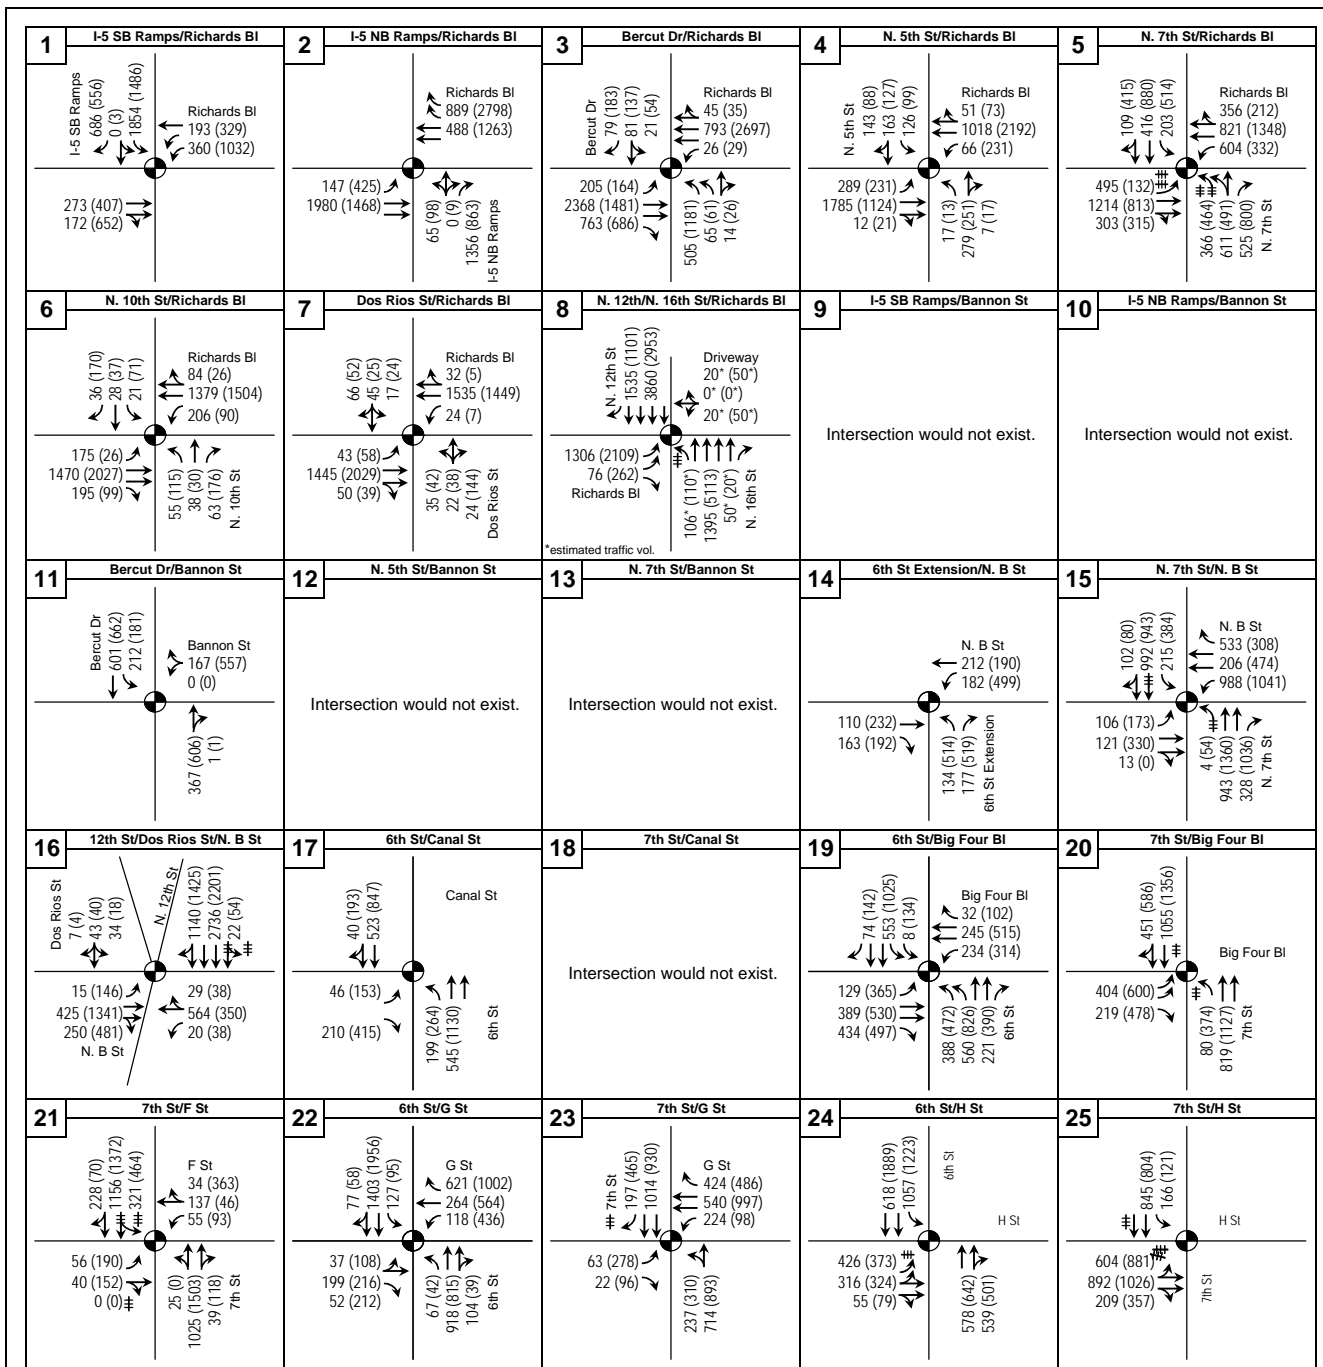 1
I-5 SB Ramps/Richards Bl
I-5 SB Ramps
686 (556)
0 (3)
1854 (1486)
Richards Bl
193 (329)
360 (1032)
273 (407)
172 (652)
2
I-5 NB Ramps/Richards Bl
Richards Bl
889 (2798)
488 (1263)
147 (425)
1980 (1468)
65 (98)
0 (9)
1356 (863)
I-5 NB Ramps
3
Bercut Dr/Richards Bl
Bercut Dr
79 (183)
81 (137)
21 (54)
Richards Bl
45 (35)
793 (2697)
26 (29)
205 (164)
2368 (1481)
763 (686)
505 (1181)
65 (61)
14 (26)
4
N. 5th St/Richards Bl
N. 5th St
143 (88)
163 (127)
126 (99)
Richards Bl
51 (73)
1018 (2192)
66 (231)
289 (231)
1785 (1124)
12 (21)
17 (13)
279 (251)
7 (17)
5
N. 7th St/Richards Bl
109 (415)
416 (880)
203 (514)
Richards Bl
356 (212)
821 (1348)
604 (332)
495 (132)
1214 (813)
303 (315)
366 (464)
611 (491)
525 (800)
N. 7th St
6
N. 10th St/Richards Bl
36 (170)
28 (37)
21 (71)
Richards Bl
84 (26)
1379 (1504)
206 (90)
175 (26)
1470 (2027)
195 (99)
55 (115)
38 (30)
63 (176)
N. 10th St
7
Dos Rios St/Richards Bl
66 (52)
45 (25)
17 (24)
Richards Bl
32 (5)
1535 (1449)
24 (7)
43 (58)
1445 (2029)
50 (39)
35 (42)
22 (38)
24 (144)
Dos Rios St
8
N. 12th/N. 16th St/Richards Bl
N. 12th St
1535 (1101)
3860 (2953)
Driveway
20* (50*)
0* (0*)
20* (50*)
1306 (2109)
76 (262)
Richards Bl
106* (110*)
1395 (5113)
50* (20*)
N. 16th St
*estimated traffic vol.
9
I-5 SB Ramps/Bannon St
Intersection would not exist.
10
I-5 NB Ramps/Bannon St
Intersection would not exist.
11
Bercut Dr/Bannon St
Bercut Dr
601 (662)
212 (181)
Bannon St
167 (557)
0 (0)
367 (606)
1 (1)
12
N. 5th St/Bannon St
Intersection would not exist.
13
N. 7th St/Bannon St
Intersection would not exist.
14
6th St Extension/N. B St
N. B St
212 (190)
182 (499)
110 (232)
163 (192)
134 (514)
177 (519)
6th St Extension
15
N. 7th St/N. B St
102 (80)
992 (943)
215 (384)
N. B St
533 (308)
206 (474)
988 (1041)
106 (173)
121 (330)
13 (0)
4 (54)
943 (1360)
328 (1036)
N. 7th St
16
12th St/Dos Rios St/N. B St
Dos Rios St
7 (4)
43 (40)
34 (18)
N. 12th St
1140 (1425)
2736 (2201)
22 (54)
15 (146)
425 (1341)
250 (481)
N. B St
29 (38)
564 (350)
20 (38)
17
6th St/Canal St
40 (193)
523 (847)
Canal St
46 (153)
210 (415)
199 (264)
545 (1130)
6th St
18
7th St/Canal St
Intersection would not exist.
19
6th St/Big Four Bl
74 (142)
553 (1025)
8 (134)
Big Four Bl
32 (102)
245 (515)
234 (314)
129 (365)
389 (530)
434 (497)
388 (472)
560 (826)
221 (390)
6th St
20
7th St/Big Four Bl
451 (586)
1055 (1356)
Big Four Bl
404 (600)
219 (478)
80 (374)
819 (1127)
7th St
21
7th St/F St
228 (70)
1156 (1372)
321 (464)
F St
34 (363)
137 (46)
55 (93)
56 (190)
40 (152)
0 (0)
25 (0)
1025 (1503)
39 (118)
7th St
22
6th St/G St
77 (58)
1403 (1956)
127 (95)
G St
621 (1002)
264 (564)
118 (436)
37 (108)
199 (216)
52 (212)
67 (42)
918 (815)
104 (39)
6th St
23
7th St/G St
7th St
197 (465)
1014 (930)
G St
424 (486)
540 (997)
224 (98)
63 (278)
22 (96)
237 (310)
714 (893)
24
6th St/H St
618 (1889)
1057 (1223)
6th St
H St
426 (373)
316 (324)
55 (79)
578 (642)
539 (501)
25
7th St/H St
845 (804)
166 (121)
H St
604 (881)
892 (1026)
209 (357)
7th St